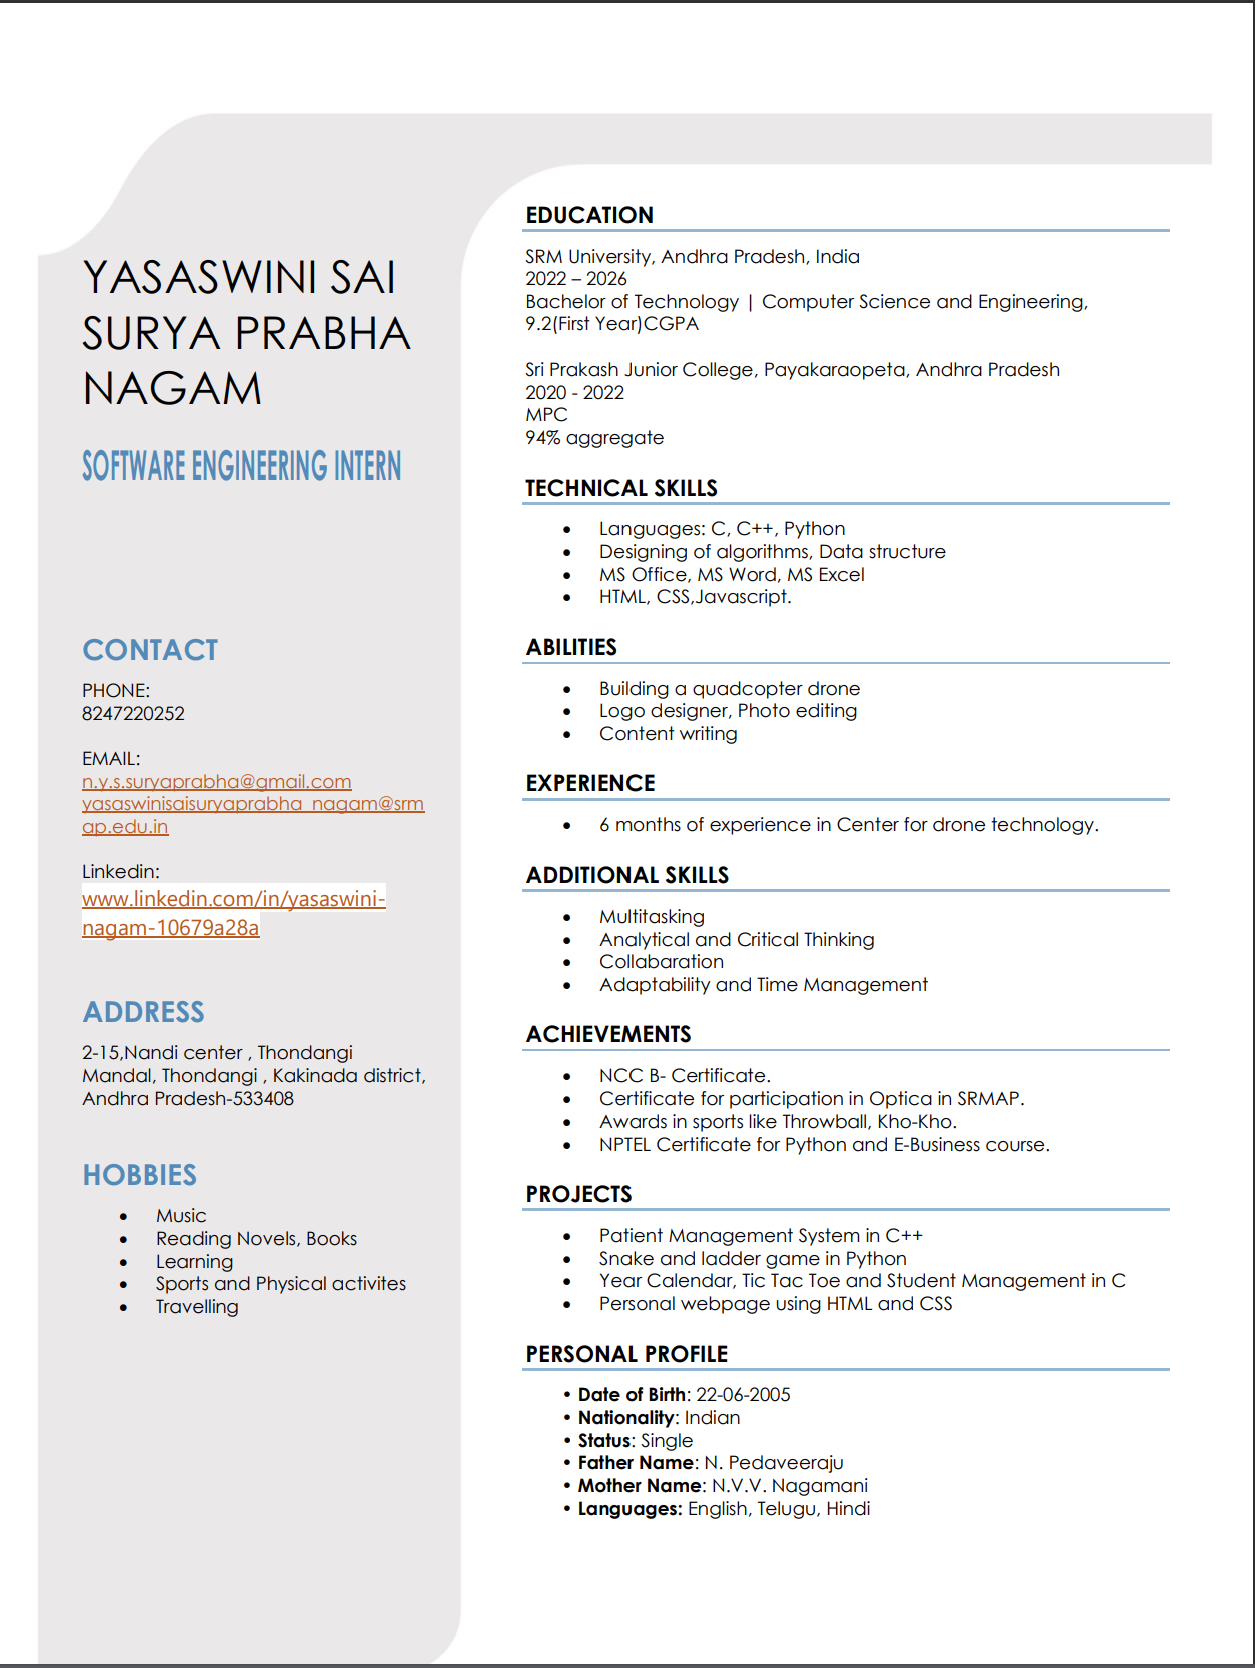 YASASWINI SAI
SURYA PRABHA
NAGAM
SOFTWARE ENGINEERING INTERN
CONTACT
PHONE:
8247220252
EMAIL:
n.y.s.suryaprabha@gmail.com
yasaswinisaisuryaprabha_nagam@srm
ap.edu.in
Linkedin:
www.linkedin.com/in/yasaswini-
nagam-10679a28a
ADDRESS
2-15,Nandi center , Thondangi
Mandal, Thondangi , Kakinada district,
Andhra Pradesh-533408
HOBBIES
• Music
• Reading Novels, Books
• Learning
• Sports and Physical activites
• Travelling
EDUCATION
SRM University, Andhra Pradesh, India
2022 – 2026
Bachelor of Technology | Computer Science and Engineering,
9.2(First Year)CGPA
Sri Prakash Junior College, Payakaraopeta, Andhra Pradesh
2020 - 2022
MPC
94% aggregate
TECHNICAL SKILLS
• Languages: C, C++, Python
• Designing of algorithms, Data structure
• MS Office, MS Word, MS Excel
• HTML, CSS,Javascript.
ABILITIES
• Building a quadcopter drone
• Logo designer, Photo editing
• Content writing
EXPERIENCE
• 6 months of experience in Center for drone technology.
ADDITIONAL SKILLS
• Multitasking
• Analytical and Critical Thinking
• Collabaration
• Adaptability and Time Management
ACHIEVEMENTS
• NCC B- Certificate.
• Certificate for participation in Optica in SRMAP.
• Awards in sports like Throwball, Kho-Kho.
• NPTEL Certificate for Python and E-Business course.
PROJECTS
• Patient Management System in C++
• Snake and ladder game in Python
• Year Calendar, Tic Tac Toe and Student Management in C
• Personal webpage using HTML and CSS
PERSONAL PROFILE
• Date of Birth: 22-06-2005
• Nationality: Indian
• Status: Single
• Father Name: N. Pedaveeraju
• Mother Name: N.V.V. Nagamani
• Languages: English, Telugu, Hindi